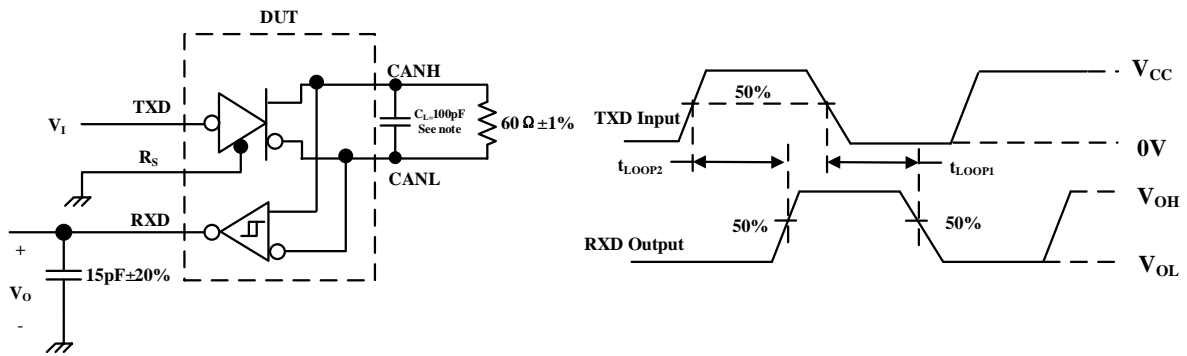 DUT
CANH
TXD
V_I
C_L=100pF
See note
60Ω±1%
R_S
CANL
RXD
+
15pF±20%
V_O
-
V_CC
50%
TXD Input
0V
t_LOOP2
t_LOOP1
V_OH
50%
50%
RXD Output
V_OL